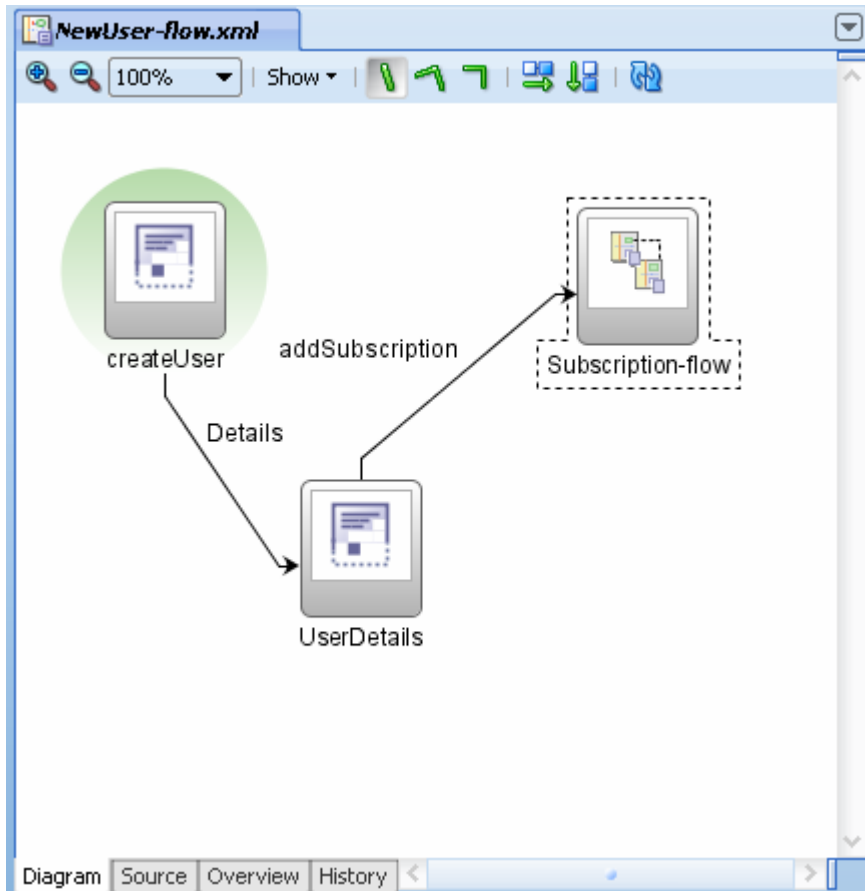 NewUser-flow.xml
100% Show
createUser
addSubscription
Subscription-flow
Details
UserDetails
Diagram Source Overview History